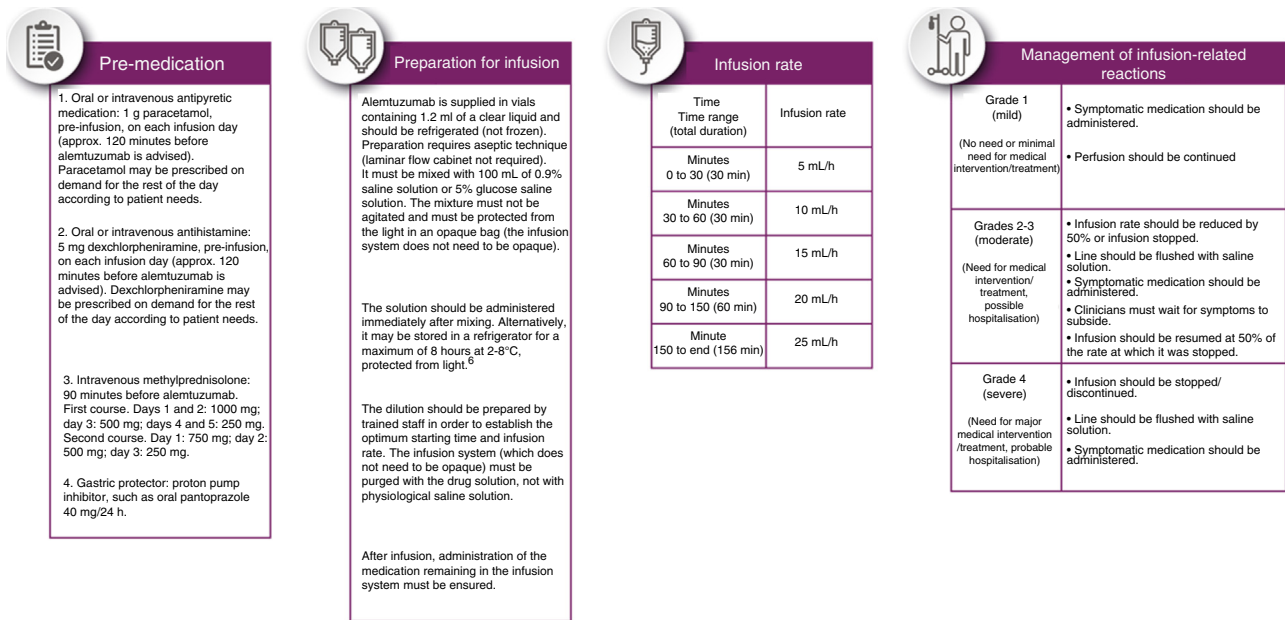 Pre-medication
1. Oral or intravenous antipyretic
medication: 1 g paracetamol,
pre-infusion, on each infusion day
(approx. 120 minutes before
alemtuzumab is advised).
Paracetamol may be prescribed on
demand for the rest of the day
according to patient needs.
2. Oral or intravenous antihistamine:
5 mg dexchlorpheniramine, pre-infusion,
on each infusion day (approx. 120
minutes before alemtuzumab is
advised). Dexchlorpheniramine may
be prescribed on demand for the rest
of the day according to patient needs.
3. Intravenous methylprednisolone:
90 minutes before alemtuzumab.
First course. Days 1 and 2: 1000 mg;
day 3: 500 mg; days 4 and 5: 250 mg.
Second course. Day 1: 750 mg; day 2:
500 mg; day 3: 250 mg.
4. Gastric protector: proton pump
inhibitor, such as oral pantoprazole
40 mg/24 h.
Preparation for infusion
Alemtuzumab is supplied in vials
containing 1.2 ml of a clear liquid and
should be refrigerated (not frozen).
Preparation requires aseptic technique
(laminar flow cabinet not required).
It must be mixed with 100 mL of 0.9%
saline solution or 5% glucose saline
solution. The mixture must not be
agitated and must be protected from
the light in an opaque bag (the infusion
system does not need to be opaque).
The solution should be administered
immediately after mixing. Alternatively,
it may be stored in a refrigerator for a
maximum of 8 hours at 2-8°C,
protected from light.6
The dilution should be prepared by
trained staff in order to establish the
optimum starting time and infusion
rate. The infusion system (which does
not need to be opaque) must be
purged with the drug solution, not with
physiological saline solution.
After infusion, administration of the
medication remaining in the infusion
system must be ensured.
Infusion rate
Time
Time range
(total duration)
Infusion rate
Minutes
0 to 30 (30 min)
5 mL/h
Minutes
30 to 60 (30 min)
10 mL/h
Minutes
60 to 90 (30 min)
15 mL/h
Minutes
90 to 150 (60 min)
20 mL/h
Minute
150 to end (156 min)
25 mL/h
Management of infusion-related
reactions
Grade 1
(mild)
(No need or minimal
need for medical
intervention/treatment)
• Symptomatic medication should be
administered.
• Perfusion should be continued
Grades 2-3
(moderate)
(Need for medical
intervention/
treatment,
possible
hospitalisation)
• Infusion rate should be reduced by
50% or infusion stopped.
• Line should be flushed with saline
solution.
• Symptomatic medication should be
administered.
• Clinicians must wait for symptoms to
subside.
• Infusion should be resumed at 50% of
the rate at which it was stopped.
Grade 4
(severe)
(Need for major
medical intervention
/treatment, probable
hospitalisation)
• Infusion should be stopped/
discontinued.
• Line should be flushed with saline
solution.
• Symptomatic medication should be
administered.